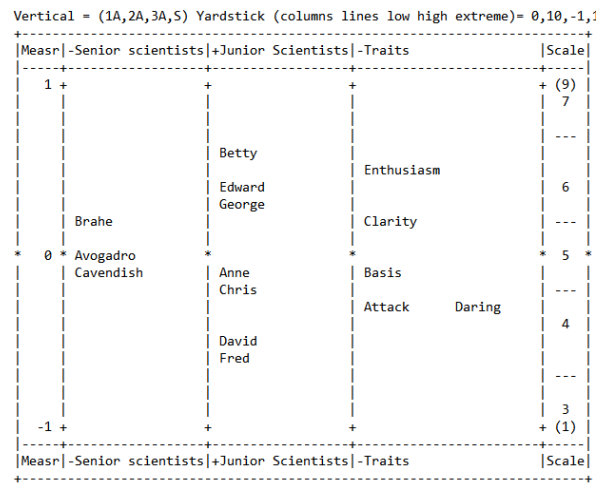 Vertical = (1A,2A,3A,S) Yardstick (columns lines low high extreme)= 0,10,-1,1
+-----------------------------------------------------------------+
|Measr|-Senior scientists|+Junior Scientists|-Traits |Scale|
|-----+------------------+------------------+-----------------------+-----|
| 1 + + + + (9) |
| | | | | 7 |
| | | | | |
| | | | | --- |
| | | Betty | | |
| | | | Enthusiasm | |
| | | Edward | | 6 |
| | | George | | |
| | Brahe | | Clarity | --- |
| | | | | |
* 0 * Avogadro * * * 5 *
| | Cavendish | Anne | Basis | |
| | | Chris | | --- |
| | | | Attack Daring | |
| | | | | 4 |
| | | David | | |
| | | Fred | | |
| | | | | --- |
| | | | | |
| | | | | 3 |
| -1 + + + + (1) |
|-----+------------------+------------------+-----------------------+-----|
|Measr|-Senior scientists|+Junior Scientists|-Traits |Scale|
+-----------------------------------------------------------------+